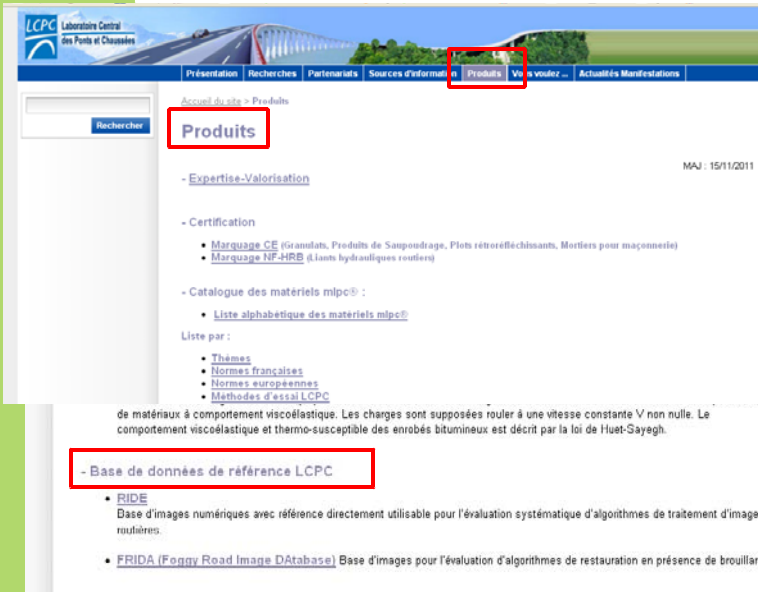 LCPC Laboratoire Central
des Ponts et Chaussées
Présentation Recherches Partenariats Sources d'information Produits Vous voulez ... Actualités Manifestations
Accueil du site > Produits
Rechercher
Produits
MAJ : 15/11/2011
- Expertise-Valorisation
- Certification
• Marquage CE (Granulats, Produits de Saupoudrage, Plots rétroréfléchissants, Mortiers pour maçonnerie)
• Marquage NF-HRB (Liants hydrauliques routiers)
- Catalogue des matériels mlpc® :
• Liste alphabétique des matériels mlpc®
Liste par :
• Thèmes
• Normes françaises
• Normes européennes
• Méthodes d'essai LCPC
de matériaux à comportement viscoélastique. Les charges sont supposées rouler à une vitesse constante V non nulle. Le
comportement viscoélastique et thermo-susceptible des enrobés bitumineux est décrit par la loi de Huet-Sayegh.
- Base de données de référence LCPC
• RIDE
Base d'images numériques avec référence directement utilisable pour l'évaluation systématique d'algorithmes de traitement d'image
routières.
• FRIDA (Foggy Road Image DAtabase) Base d'images pour l'évaluation d'algorithmes de restauration en présence de brouillar